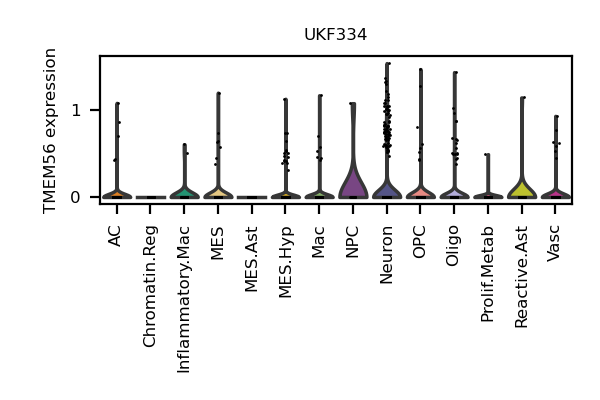 UKF334
TMEM56 expression
1
0
AC
Chromatin.Reg
Inflammatory.Mac
MES
MES.Ast
MES.Hyp
Mac
NPC
Neuron
OPC
Oligo
Prolif.Metab
Reactive.Ast
Vasc